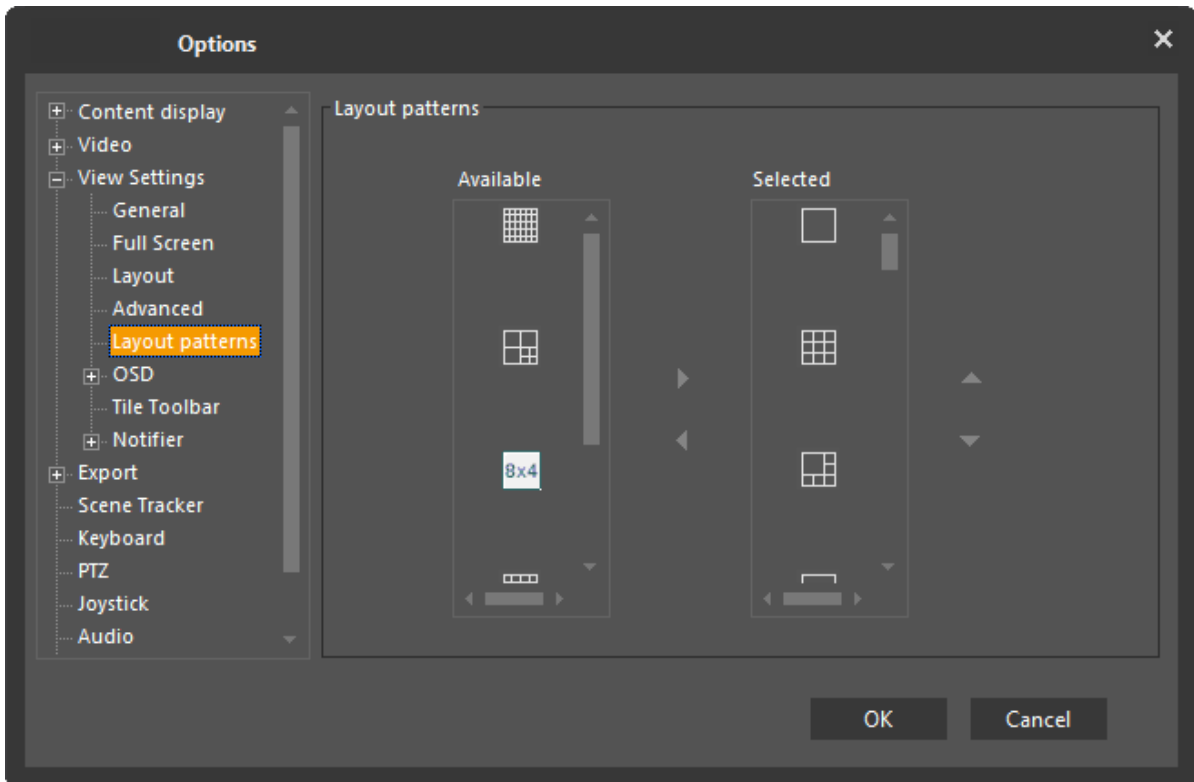 Options
Content display
Video
View Settings
General
Full Screen
Layout
Advanced
Layout patterns
OSD
Tile Toolbar
Notifier
Export
Scene Tracker
Keyboard
PTZ
Joystick
Audio
Layout patterns
Available
Selected
8x4
OK
Cancel